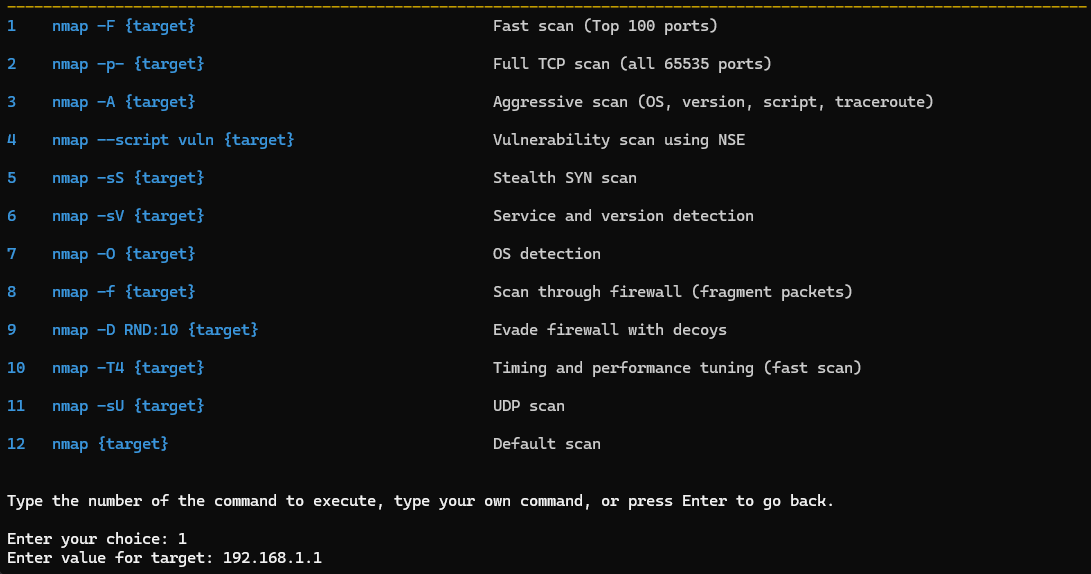 1 nmap -F {target} Fast scan (Top 100 ports)
2 nmap -p- {target} Full TCP scan (all 65535 ports)
3 nmap -A {target} Aggressive scan (OS, version, script, traceroute)
4 nmap --script vuln {target} Vulnerability scan using NSE
5 nmap -sS {target} Stealth SYN scan
6 nmap -sV {target} Service and version detection
7 nmap -O {target} OS detection
8 nmap -f {target} Scan through firewall (fragment packets)
9 nmap -D RND:10 {target} Evade firewall with decoys
10 nmap -T4 {target} Timing and performance tuning (fast scan)
11 nmap -sU {target} UDP scan
12 nmap {target} Default scan
Type the number of the command to execute, type your own command, or press Enter to go back.
Enter your choice: 1
Enter value for target: 192.168.1.1